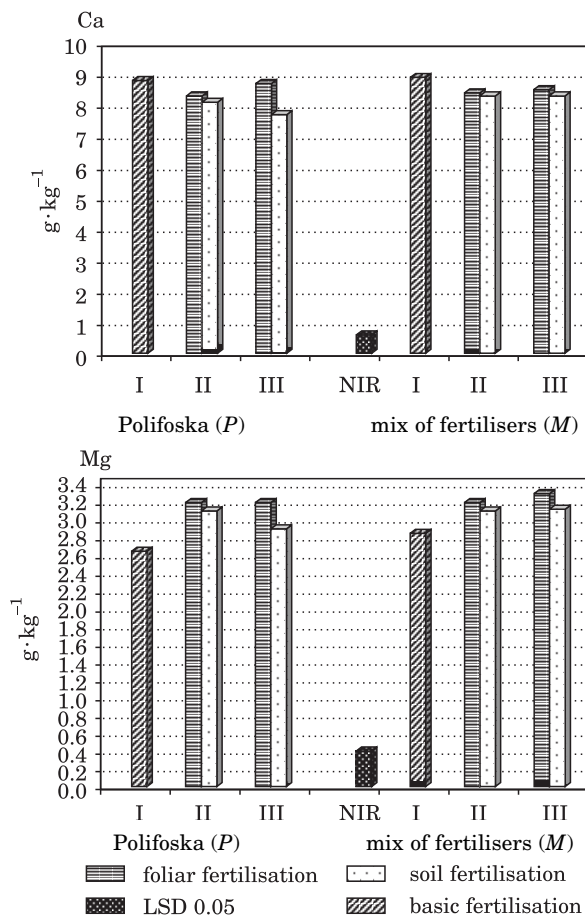 Ca
10
9
8
7
6
5
4
3
2
1
0
g·kg⁻¹
I II III NIR I II III
Polifoska (P) mix of fertilisers (M)
Mg
3.4
3.2
3.0
2.8
2.6
2.4
2.2
2.0
1.8
1.6
1.4
1.2
1.0
0.8
0.6
0.4
0.2
0.0
g·kg⁻¹
I II III NIR I II III
Polifoska (P) mix of fertilisers (M)
foliar fertilisation soil fertilisation
LSD 0.05 basic fertilisation